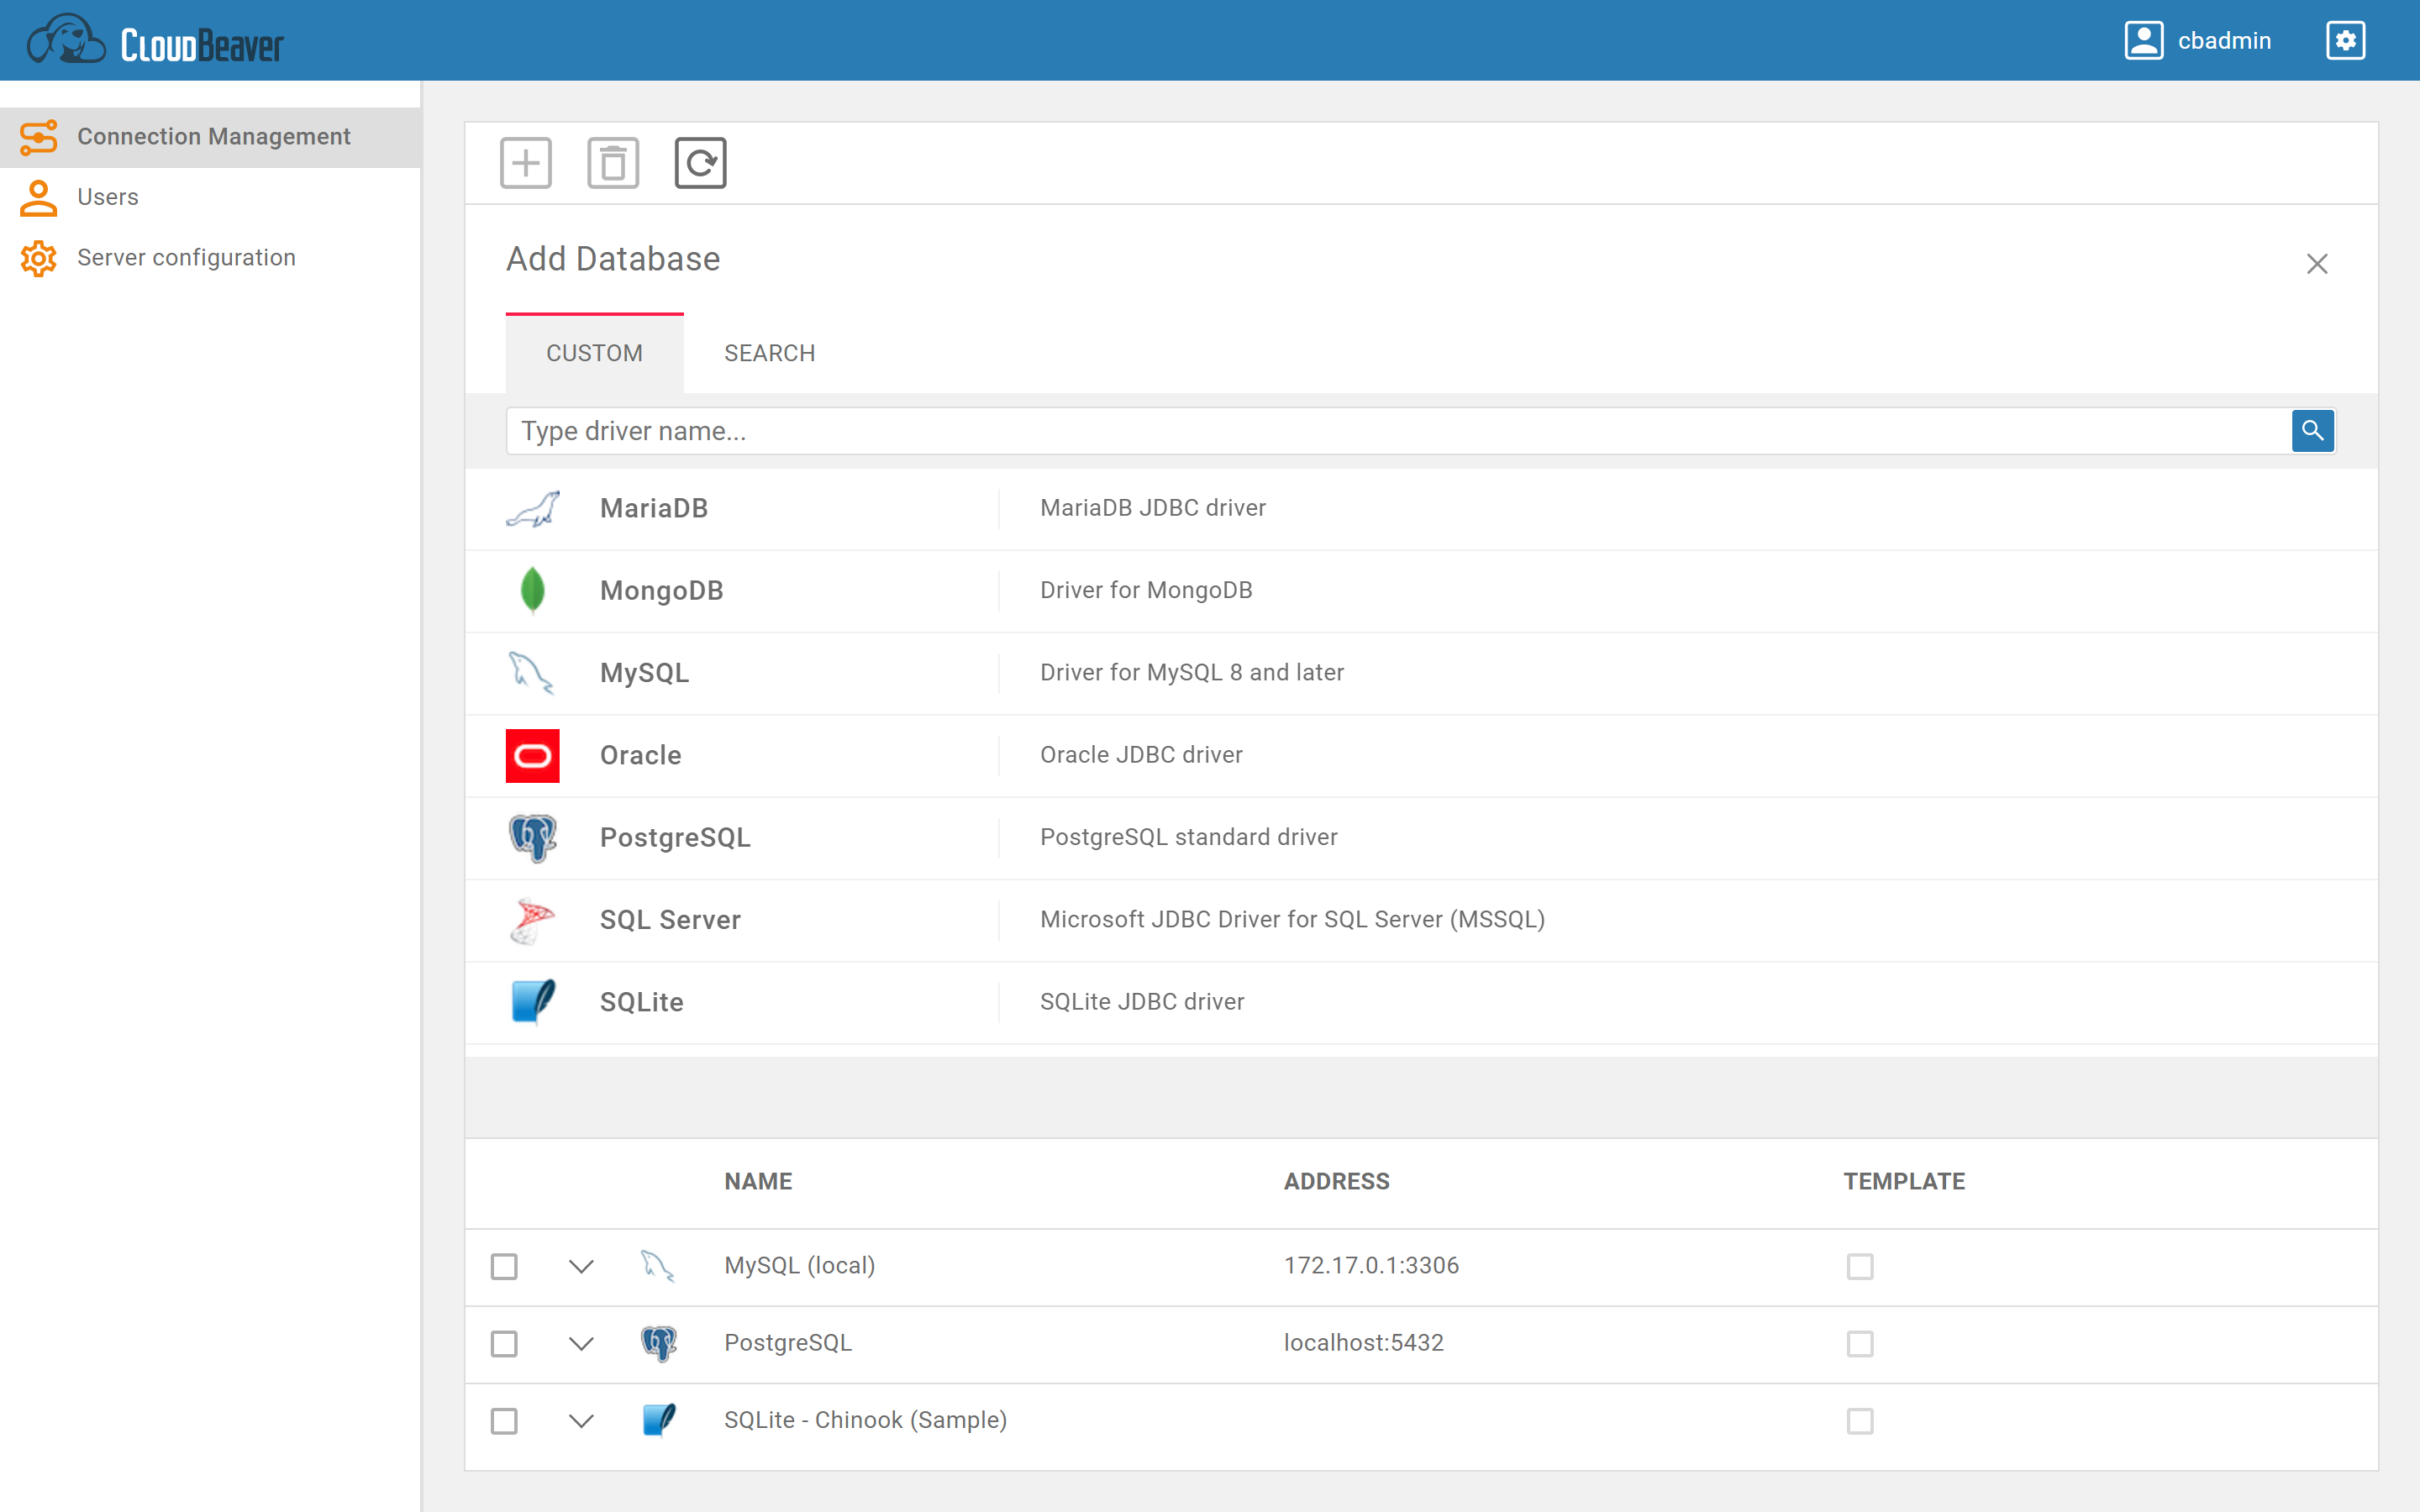 CloudBeaver
cbadmin
Connection Management
Users
Server configuration
Add Database
CUSTOM
SEARCH
Type driver name...
MariaDB
MariaDB JDBC driver
MongoDB
Driver for MongoDB
MySQL
Driver for MySQL 8 and later
Oracle
Oracle JDBC driver
PostgreSQL
PostgreSQL standard driver
SQL Server
Microsoft JDBC Driver for SQL Server (MSSQL)
SQLite
SQLite JDBC driver
NAME
ADDRESS
TEMPLATE
MySQL (local)
172.17.0.1:3306
PostgreSQL
localhost:5432
SQLite - Chinook (Sample)